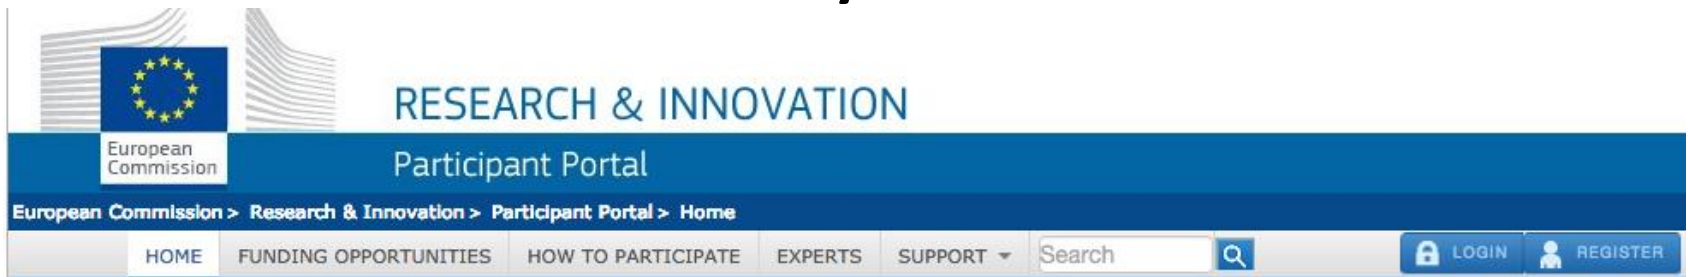 RESEARCH & INNOVATION
European
Commission
Participant Portal
European Commission > Research & Innovation > Participant Portal > Home
HOME FUNDING OPPORTUNITIES HOW TO PARTICIPATE EXPERTS SUPPORT Search LOGIN REGISTER